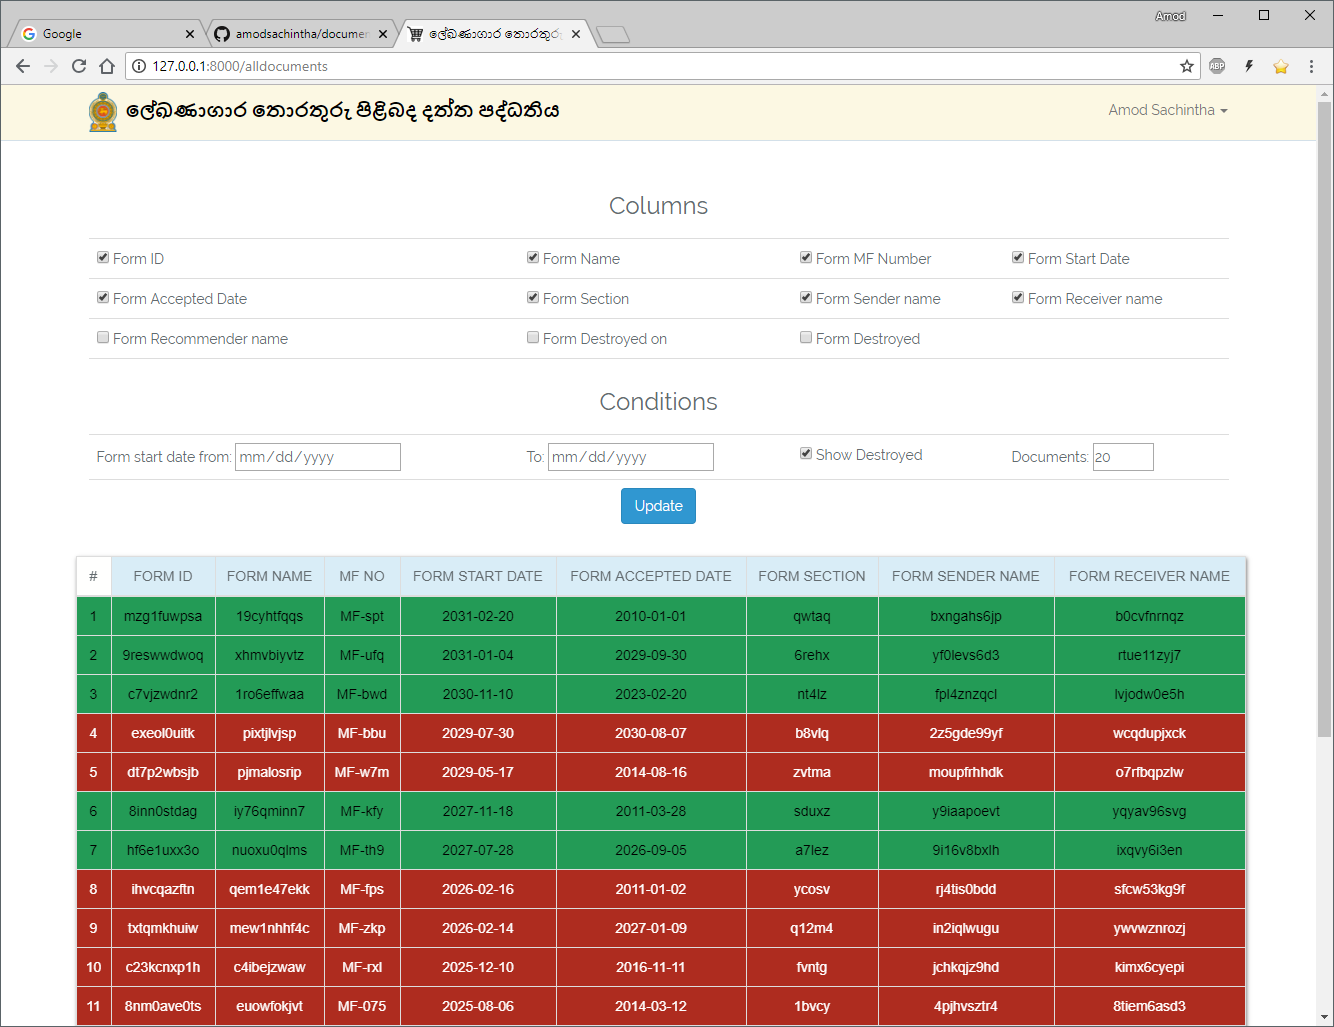 Amod
Google
amodsachintha/documen
ලේඛණාගාර තොරතුරු
127.0.0.1:8000/alldocuments
ABP
ලේඛණාගාර තොරතුරු පිළිබද දත්ත පද්ධතිය
Amod Sachintha
Columns
Form ID Form Name Form MF Number Form Start Date
Form Accepted Date Form Section Form Sender name Form Receiver name
Form Recommender name Form Destroyed on Form Destroyed
Conditions
Form start date from: mm/dd/yyyy To: mm/dd/yyyy Show Destroyed Documents: 20
Update
# FORM ID FORM NAME MF NO FORM START DATE FORM ACCEPTED DATE FORM SECTION FORM SENDER NAME FORM RECEIVER NAME
1 mzg1fuwpsa 19cyhtfqqs MF-spt 2031-02-20 2010-01-01 qwtaq bxngahs6jp b0cvfnrnqz
2 9reswwdwoq xhmvbiyvtz MF-ufq 2031-01-04 2029-09-30 6rehx yf0levs6d3 rtue11zyj7
3 c7vjzwdnr2 1ro6effwaa MF-bwd 2030-11-10 2023-02-20 nt4lz fpl4znzqcl lvjodw0e5h
4 exeol0uitk pixtjlvjsp MF-bbu 2029-07-30 2030-08-07 b8vlq 2z5gde99yf wcqdupjxck
5 dt7p2wbsjb pjmalosrip MF-w7m 2029-05-17 2014-08-16 zvtma moupfrhhdk o7rfbqpzlw
6 8inn0stdag iy76qminn7 MF-kfy 2027-11-18 2011-03-28 sduxz y9iaapoevt yqyav96svg
7 hf6e1uxx3o nuoxu0qlms MF-th9 2027-07-28 2026-09-05 a7lez 9i16v8bxlh ixqvy6i3en
8 ihvcqazftn qem1e47ekk MF-fps 2026-02-16 2011-01-02 ycosv rj4tis0bdd sfcw53kg9f
9 txtqmkhuiw mew1nhhf4c MF-zkp 2026-02-14 2027-01-09 q12m4 in2iqlwugu ywvwznrozj
10 c23kcnxp1h c4ibejzwaw MF-rxl 2025-12-10 2016-11-11 fvntg jchkqjz9hd kimx6cyepi
11 8nm0ave0ts euowfokjvt MF-075 2025-08-06 2014-03-12 1bvcy 4pjhvsztr4 8tiem6asd3